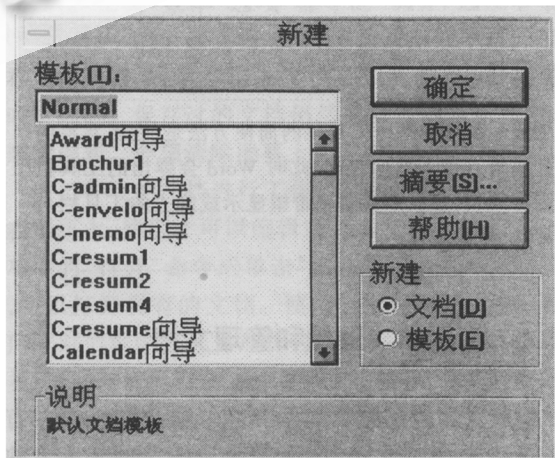 新建
模板(T):
Normal
Award向导
Brochur1
C-admin向导
C-envelo向导
C-memo向导
C-resum1
C-resum2
C-resum4
C-resume向导
Calendar向导
确定
取消
摘要(S)...
帮助(H)
新建
文档(D)
模板(E)
说明
默认文档模板